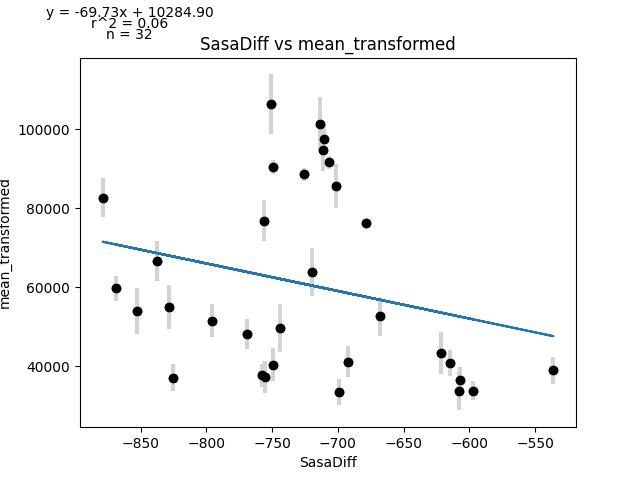 y = -69.73x + 10284.90
r^2 = 0.06
n = 32
SasaDiff vs mean_transformed
100000
80000
60000
40000
mean_transformed
−850
−800
−750
−700
−650
−600
−550
SasaDiff